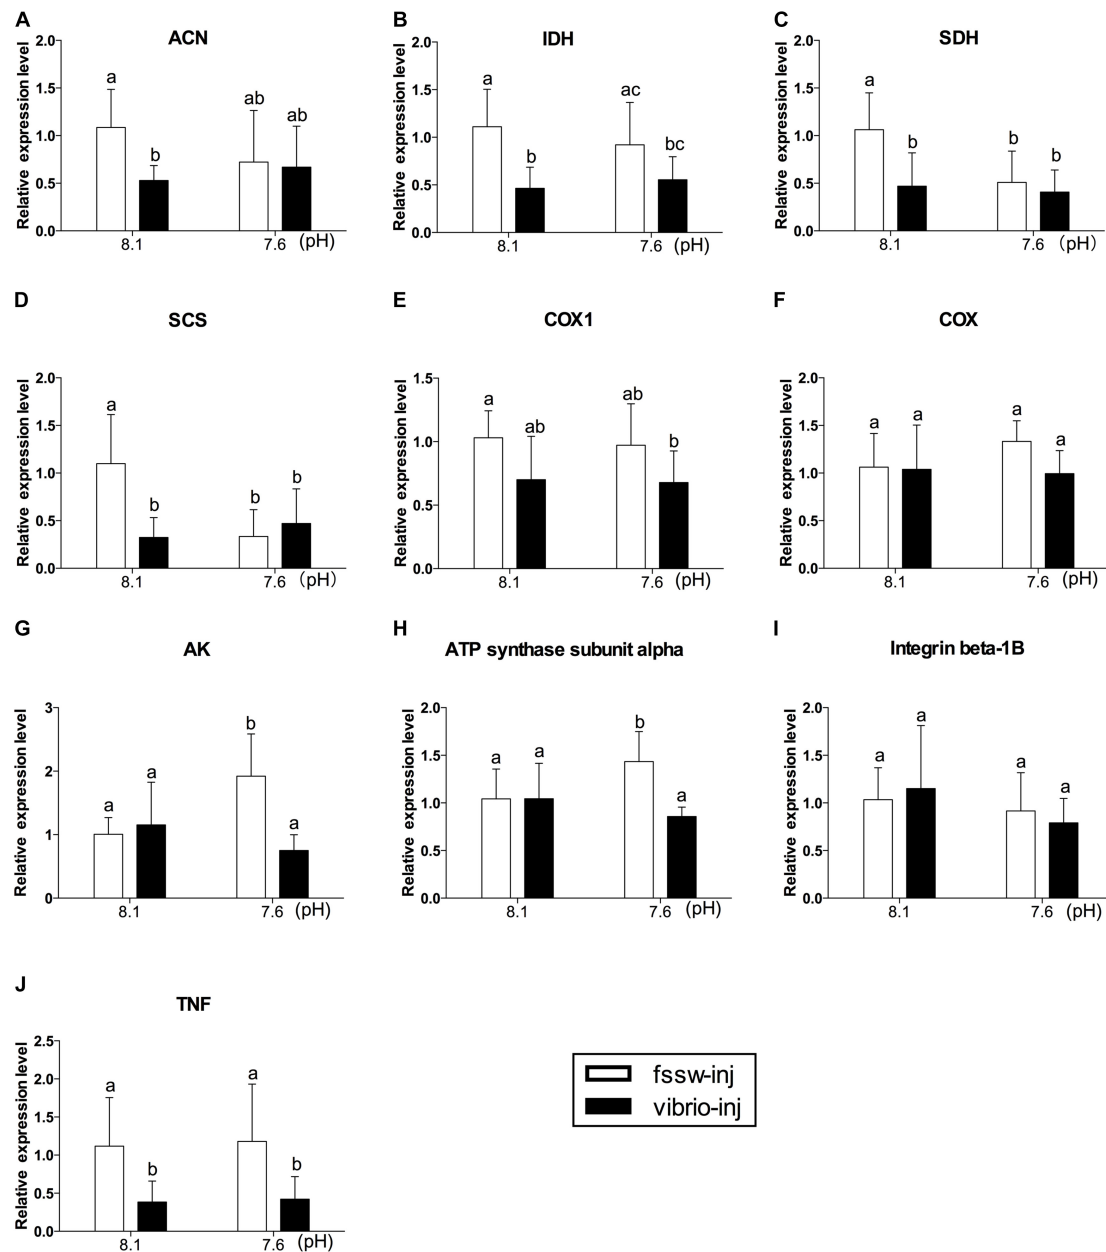 A
ACN
Relative expression level
2.0
1.5
1.0
0.5
0.0
a
b
ab
ab
8.1
7.6
(pH)
B
IDH
Relative expression level
2.0
1.5
1.0
0.5
0.0
a
b
ac
bc
8.1
7.6
(pH)
C
SDH
Relative expression level
2.0
1.5
1.0
0.5
0.0
a
b
b
b
8.1
7.6
(pH)
D
SCS
Relative expression level
2.0
1.5
1.0
0.5
0.0
a
b
b
b
8.1
7.6
(pH)
E
COX1
Relative expression level
1.5
1.0
0.5
0.0
a
ab
ab
b
8.1
7.6
(pH)
F
COX
Relative expression level
2.0
1.5
1.0
0.5
0.0
a
a
a
a
8.1
7.6
(pH)
G
AK
Relative expression level
3
2
1
0
a
a
b
a
8.1
7.6
(pH)
H
ATP synthase subunit alpha
Relative expression level
2.0
1.5
1.0
0.5
0.0
a
a
b
a
8.1
7.6
(pH)
I
Integrin beta-1B
Relative expression level
2.0
1.5
1.0
0.5
0.0
a
a
a
a
8.1
7.6
(pH)
J
TNF
Relative expression level
2.5
2.0
1.5
1.0
0.5
0.0
a
b
a
b
8.1
7.6
(pH)
fssw-inj
vibrio-inj